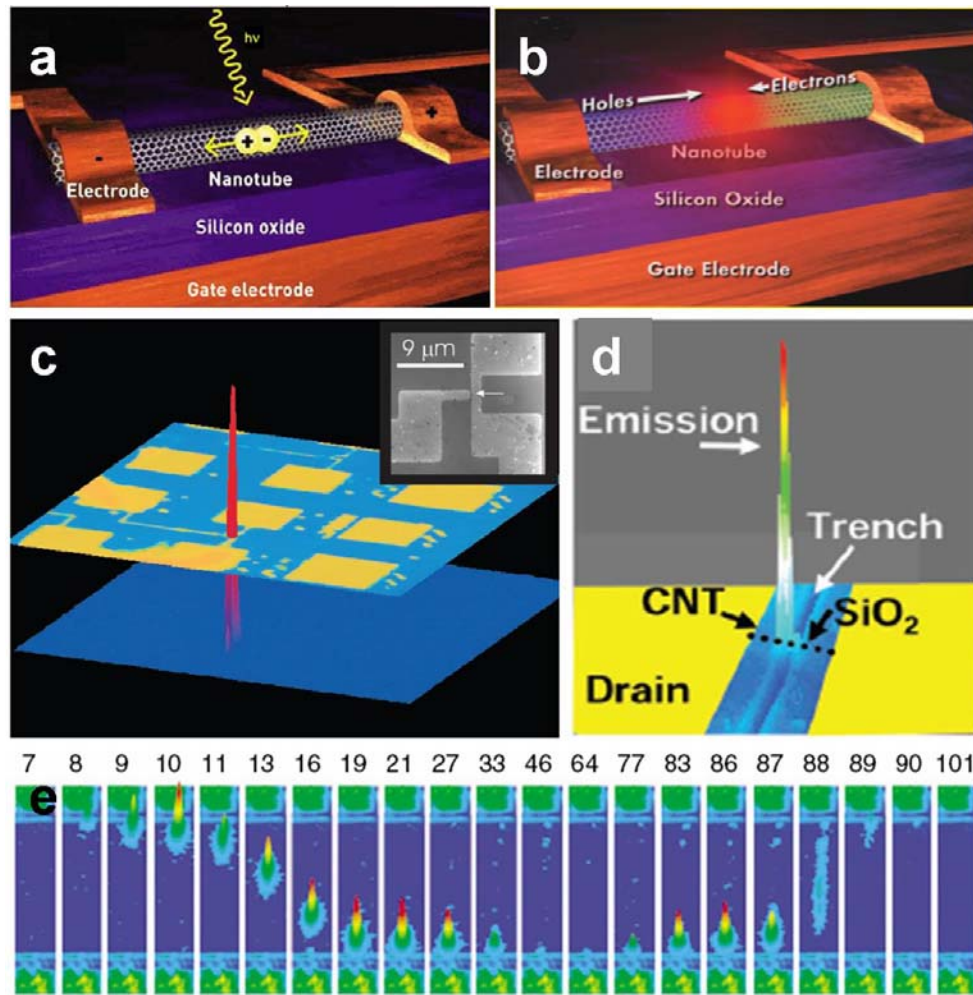 a
hν
+
-
+ -
Electrode
Nanotube
Silicon oxide
Gate electrode
b
Holes
Electrons
Nanotube
Electrode
Silicon Oxide
Gate Electrode
c
9 μm
d
Emission
Trench
CNT
SiO₂
Drain
7 8 9 10 11 13 16 19 21 27 33 46 64 77 83 86 87 88 89 90 101
e